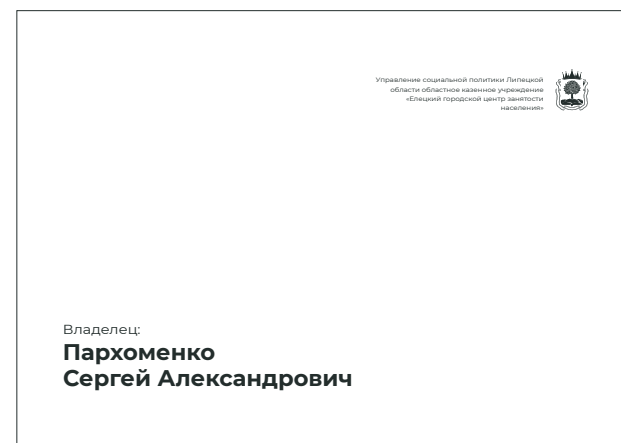 Управление социальной политики Липецкой
области областное казенное учреждение
«Елецкий городской центр занятости
населения»
Владелец:
Пархоменко
Сергей Александрович